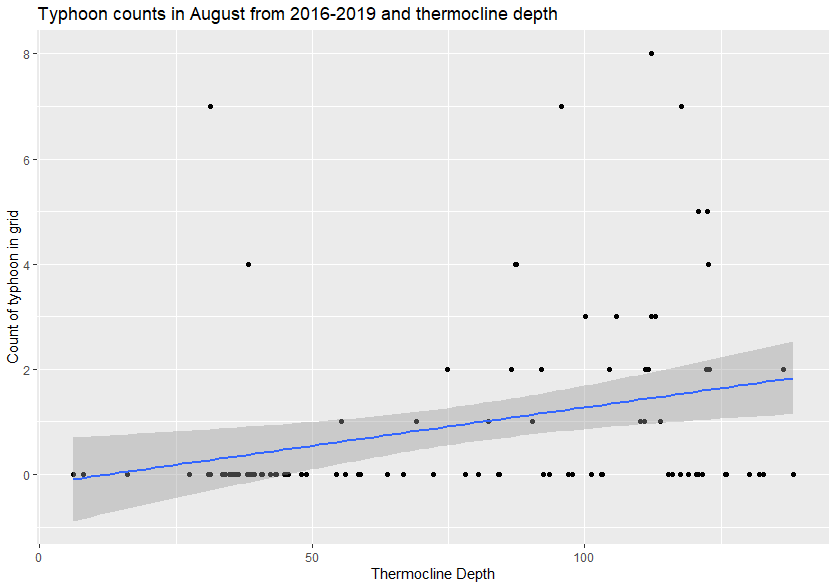 Typhoon counts in August from 2016-2019 and thermocline depth
Count of typhoon in grid
8
6
4
2
0
0 50 100
Thermocline Depth